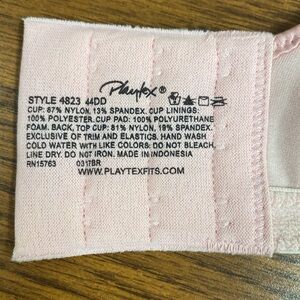 Playtex®
STYLE 4823 44DD
CUP: 87% NYLON, 13% SPANDEX. CUP LININGS:
100% POLYESTER. CUP PAD: 100% POLYURETHANE
FOAM. BACK, TOP CUP: 81% NYLON, 19% SPANDEX.
EXCLUSIVE OF TRIM AND ELASTICS. HAND WASH
COLD WATER WITH LIKE COLORS: DO NOT BLEACH.
LINE DRY. DO NOT IRON. MADE IN INDONESIA
RN15763 0317BR
WWW.PLAYTEXFITS.COM